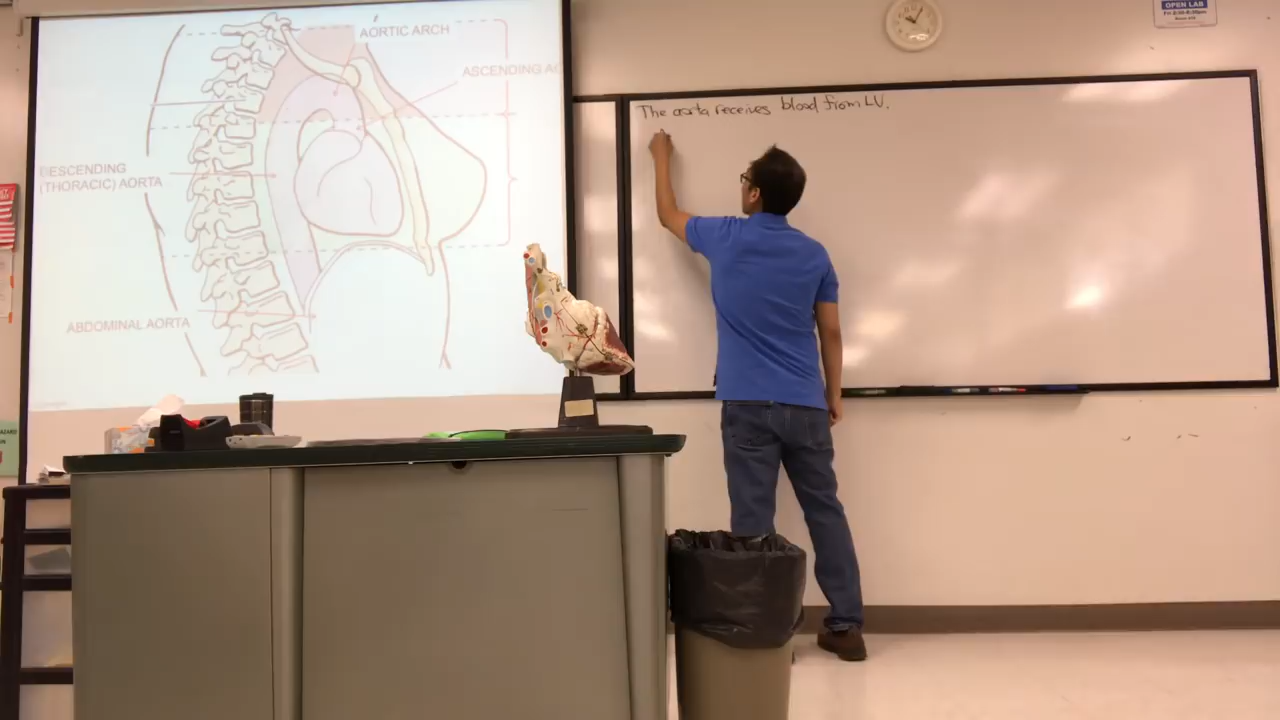 AORTIC ARCH
ASCENDING AO
DESCENDING
(THORACIC) AORTA
ABDOMINAL AORTA
The aorta receives blood from LV.
OPEN LAB